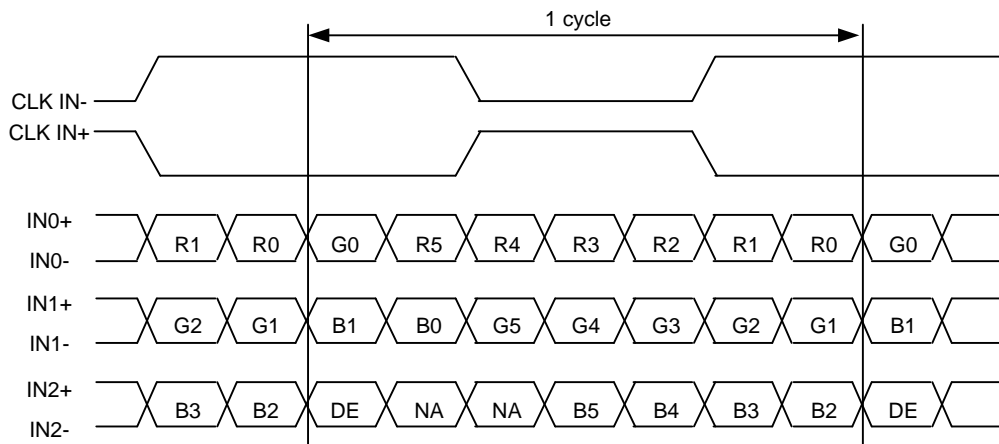 1 cycle
CLK IN-
CLK IN+
IN0+
R1 R0 G0 R5 R4 R3 R2 R1 R0 G0
IN0-
IN1+
G2 G1 B1 B0 G5 G4 G3 G2 G1 B1
IN1-
IN2+
B3 B2 DE NA NA B5 B4 B3 B2 DE
IN2-